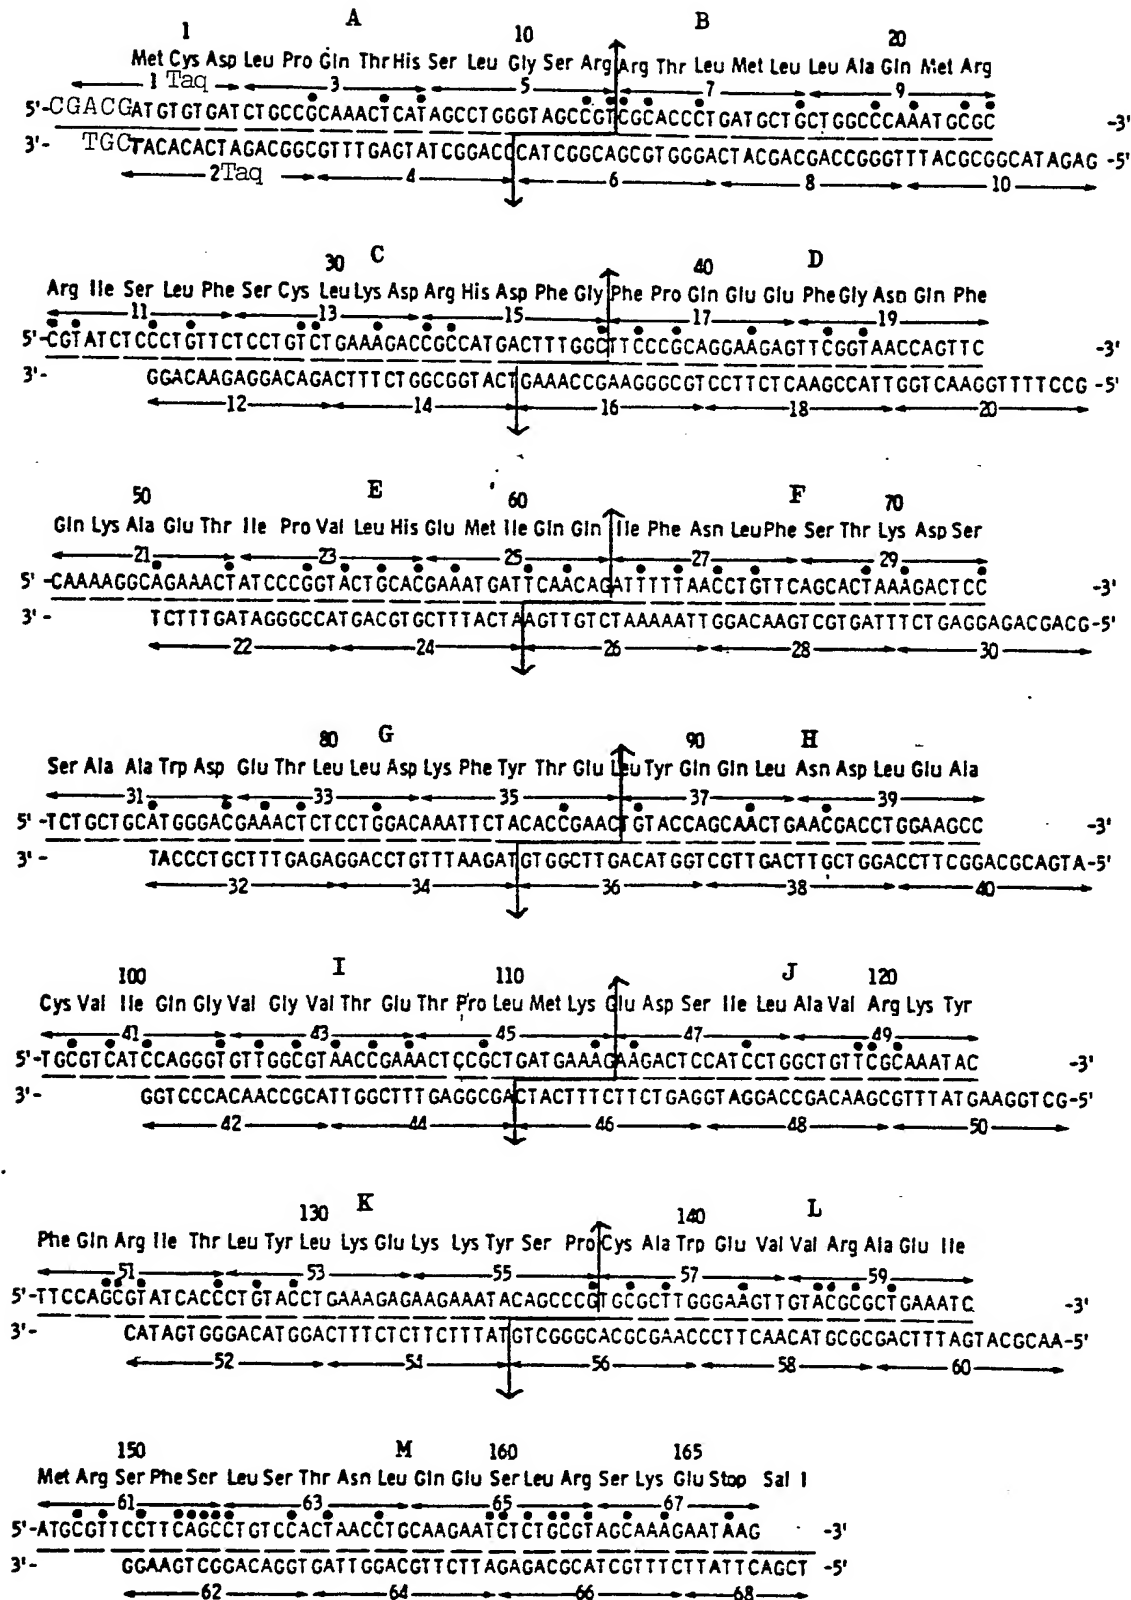 A B
1 10 20
Met Cys Asp Leu Pro Gln Thr His Ser Leu Gly Ser Arg Arg Thr Leu Met Leu Leu Ala Gln Met Arg
1 Taq 3 5 7 9
5'-CGACGATGTGTGATCTGCCGCAAACTCATAGCCTGGGTAGCCGTCGCACCCTGATGCTGCTGGCCCAAATGCGC -3'
3'- TGCTACACACTAGACGGCGTTTGAGTATCGGACCCATCGGCAGCGTGGGACTACGACGACCGGGTTTACGCGGCATAGAG -5'
2Taq 4 6 8 10
30 C 40 D
Arg Ile Ser Leu Phe Ser Cys Leu Lys Asp Arg His Asp Phe Gly Phe Pro Gln Glu Glu Phe Gly Asn Gln Phe
11 13 15 17 19
5'-CGTATCTCCCTGTTCTCCTGTCTGAAAGACCGCCATGACTTTGGCTTCCCGCAGGAAGAGTTCGGTAACCAGTTC -3'
3'- GGACAAGAGGACAGACTTTCTGGCGGTACTGAAACCGAAGGGCGTCCTTCTCAAGCCATTGGTCAAGGTTTTCCG -5'
12 14 16 18 20
50 E 60 F 70
Gln Lys Ala Glu Thr Ile Pro Val Leu His Glu Met Ile Gln Gln Ile Phe Asn Leu Phe Ser Thr Lys Asp Ser
21 23 25 27 29
5' -CAAAAGGCAGAAACTATCCCGGTACTGCACGAAATGATTCAACAGATTTTTAACCTGTTCAGCACTAAAGACTCC -3'
3' - TCTTTGATAGGGCCATGACGTGCTTTACTAAGTTGTCTAAAAATTGGACAAGTCGTGATTTCTGAGGAGACGACG-5'
22 24 26 28 30
80 G 90 H
Ser Ala Ala Trp Asp Glu Thr Leu Leu Asp Lys Phe Tyr Thr Glu Leu Tyr Gln Gln Leu Asn Asp Leu Glu Ala
31 33 35 37 39
5' -TCTGCTGCATGGGACGAAACTCTCCTGGACAAATTCTACACCGAACTGTACCAGCAACTGAACGACCTGGAAGCC -3'
3' - TACCCTGCTTTGAGAGGACCTGTTTAAGATGTGGCTTGACATGGTCGTTGACTTGCTGGACCTTCGGACGCAGTA-5'
32 34 36 38 40
100 I 110 J 120
Cys Val Ile Gln Gly Val Gly Val Thr Glu Thr Pro Leu Met Lys Glu Asp Ser Ile Leu Ala Val Arg Lys Tyr
41 43 45 47 49
5'-TGCGTCATCCAGGGTGTTGGCGTAACCGAAACTCCGCTGATGAAAGAAGACTCCATCCTGGCTGTTCGCAAATAC -3'
3'- GGTCCCACAACCGCATTGGCTTTGAGGCGACTACTTTCTTCTGAGGTAGGACCGACAAGCGTTTATGAAGGTCG-5'
42 44 46 48 50
130 K 140 L
Phe Gln Arg Ile Thr Leu Tyr Leu Lys Glu Lys Lys Tyr Ser Pro Cys Ala Trp Glu Val Val Arg Ala Glu Ile
51 53 55 57 59
5'-TTCCAGCGTATCACCCTGTACCTGAAAGAGAAGAAATACAGCCCGTGCGCTTGGGAAGTTGTACGCGCTGAAATC -3'
3'- CATAGTGGGACATGGACTTTCTCTTCTTTATGTCGGGCACGCGAACCCTTCAACATGCGCGACTTTAGTACGCAA-5'
52 54 56 58 60
150 M 160 165
Met Arg Ser Phe Ser Leu Ser Thr Asn Leu Gln Glu Ser Leu Arg Ser Lys Glu Stop Sal I
61 63 65 67
5'-ATGCGTTCCTTCAGCCTGTCCACTAACCTGCAAGAATCTCTGCGTAGCAAAGAATAAG -3'
3'- GGAAGTCGGACAGGTGATTGGACGTTCTTAGAGACGCATCGTTTCTTATTCAGCT -5'
62 64 66 68